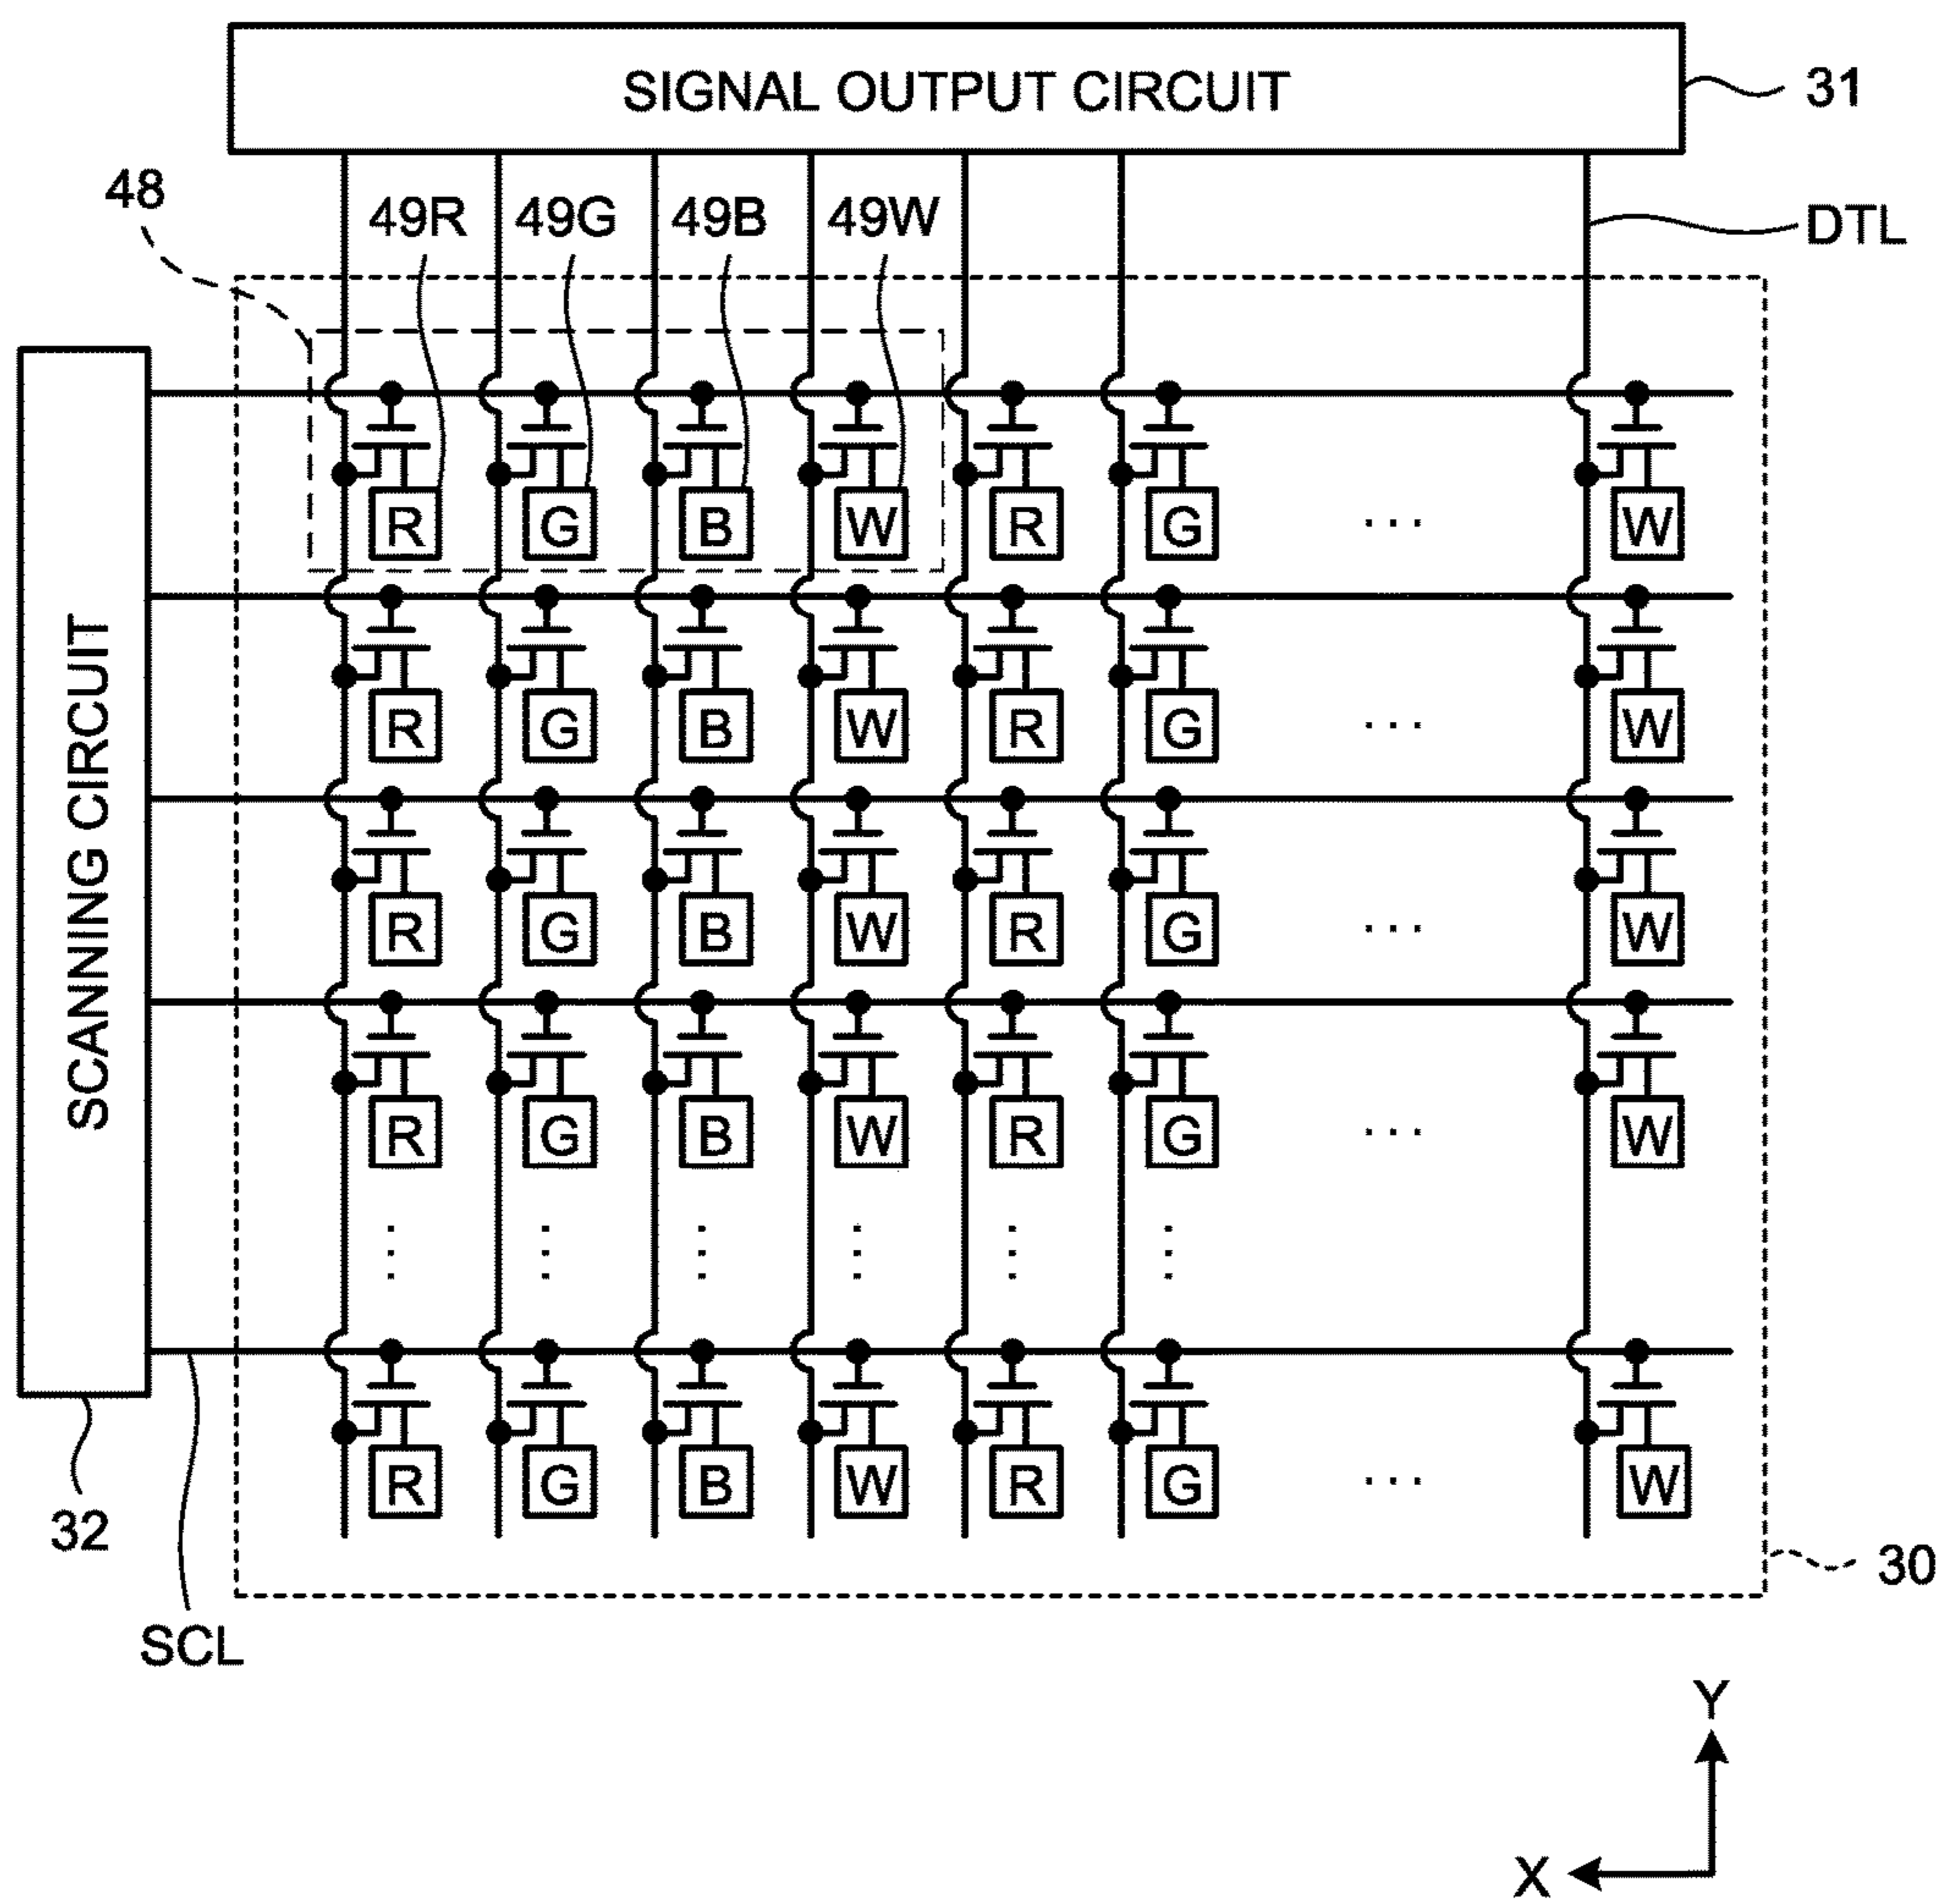 SIGNAL OUTPUT CIRCUIT
31
48
49R 49G 49B 49W
DTL
SCANNING CIRCUIT
R G B W R G ... W
R G B W R G ... W
R G B W R G ... W
R G B W R G ... W
R G B W R G ... W
32
30
SCL
Y
X